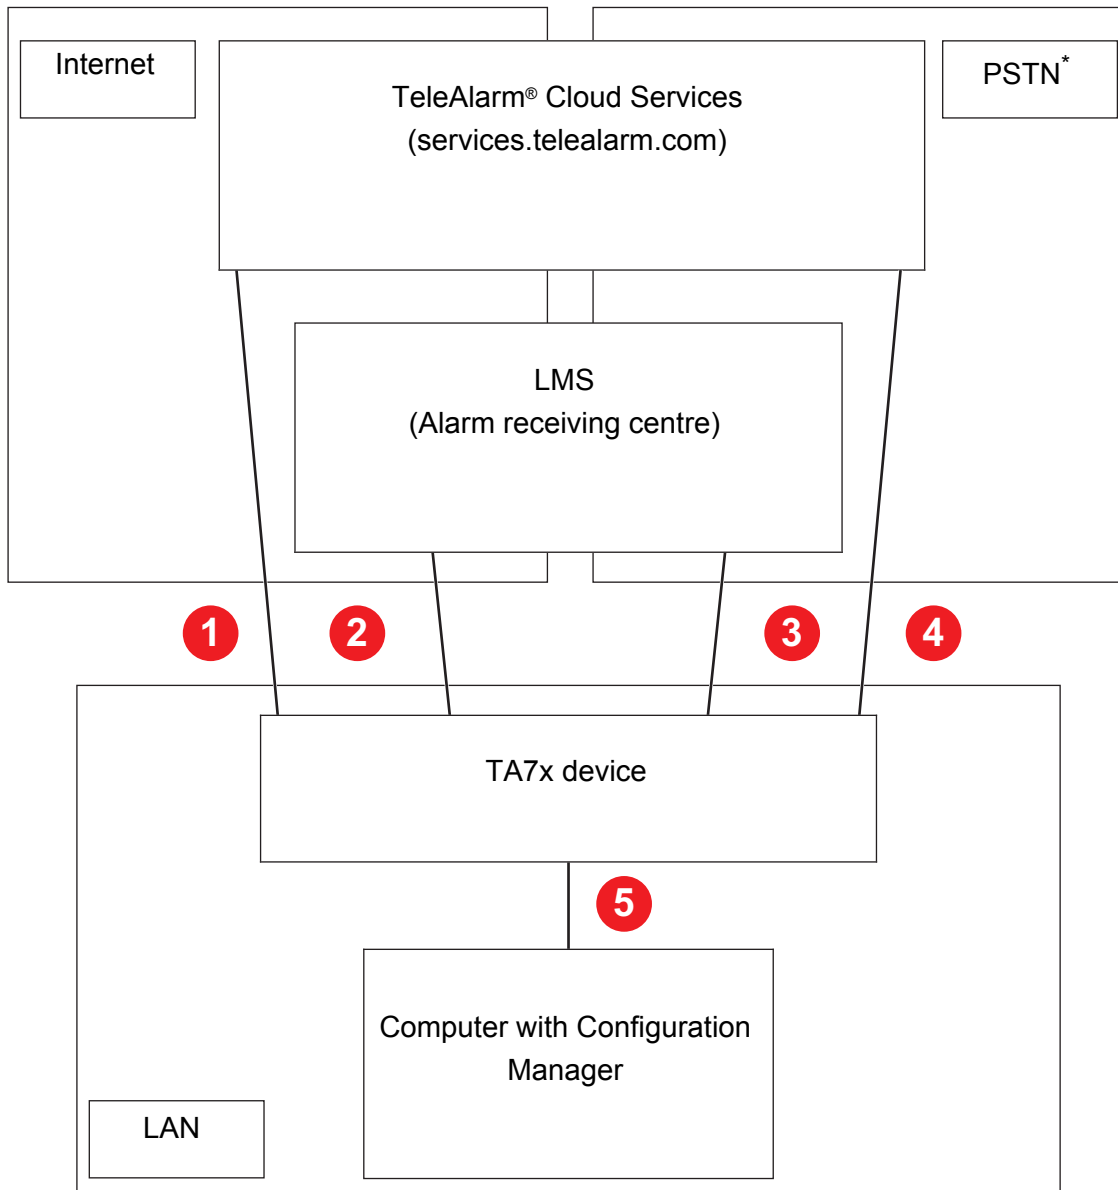 Internet
TeleAlarm® Cloud Services
(services.telealarm.com)
PSTN*
LMS
(Alarm receiving centre)
1
2
3
4
TA7x device
5
Computer with Configuration
Manager
LAN